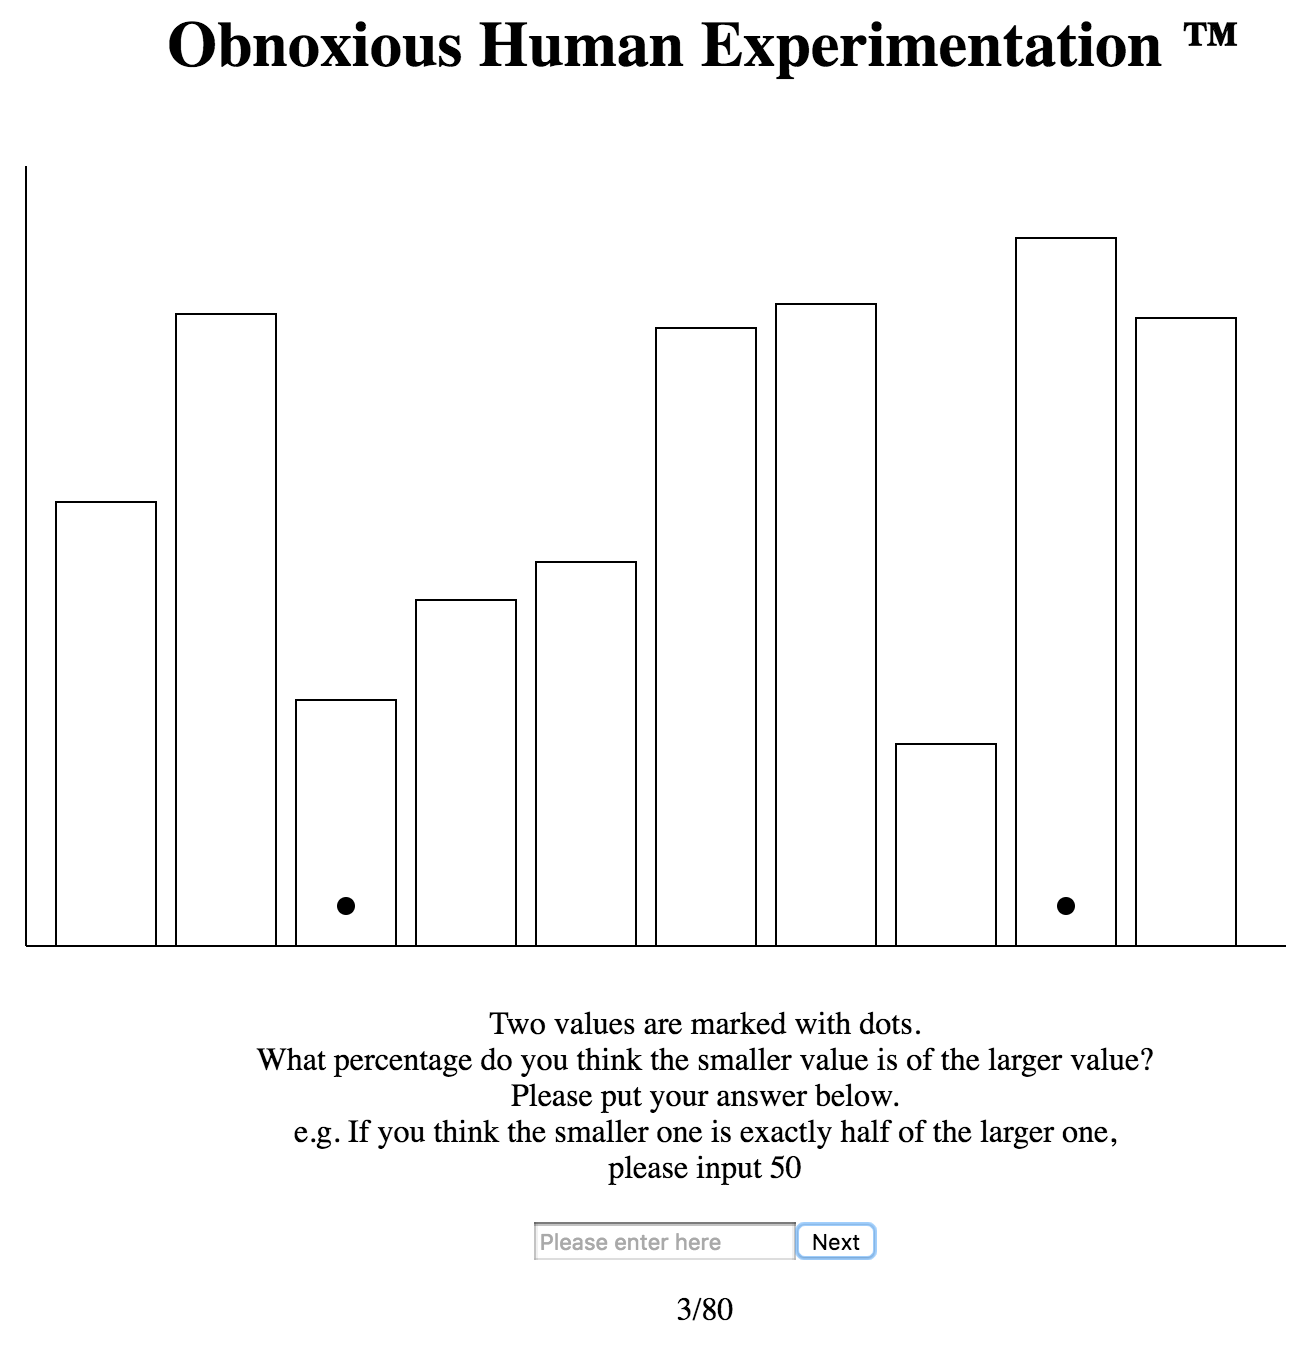 Obnoxious Human Experimentation ™
Two values are marked with dots.
What percentage do you think the smaller value is of the larger value?
Please put your answer below.
e.g. If you think the smaller one is exactly half of the larger one,
please input 50
Please enter here Next
3/80